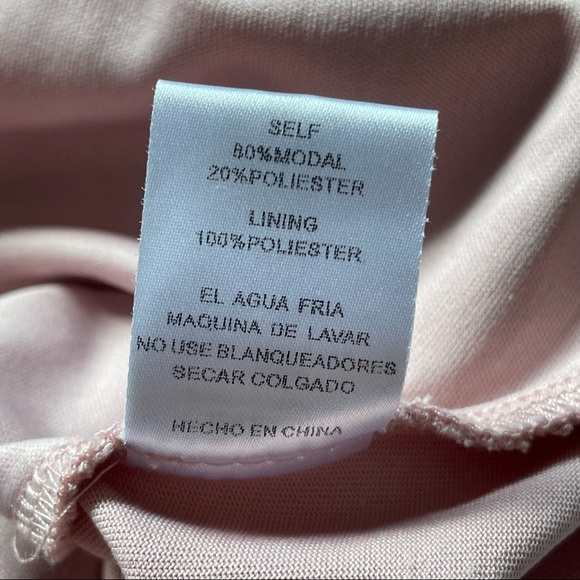 SELF
80%MODAL
20%POLIESTER
LINING
100%POLIESTER
EL AGUA FRIA
MAQUINA DE LAVAR
NO USE BLANQUEADORES
SECAR COLGADO
HECHO EN CHINA